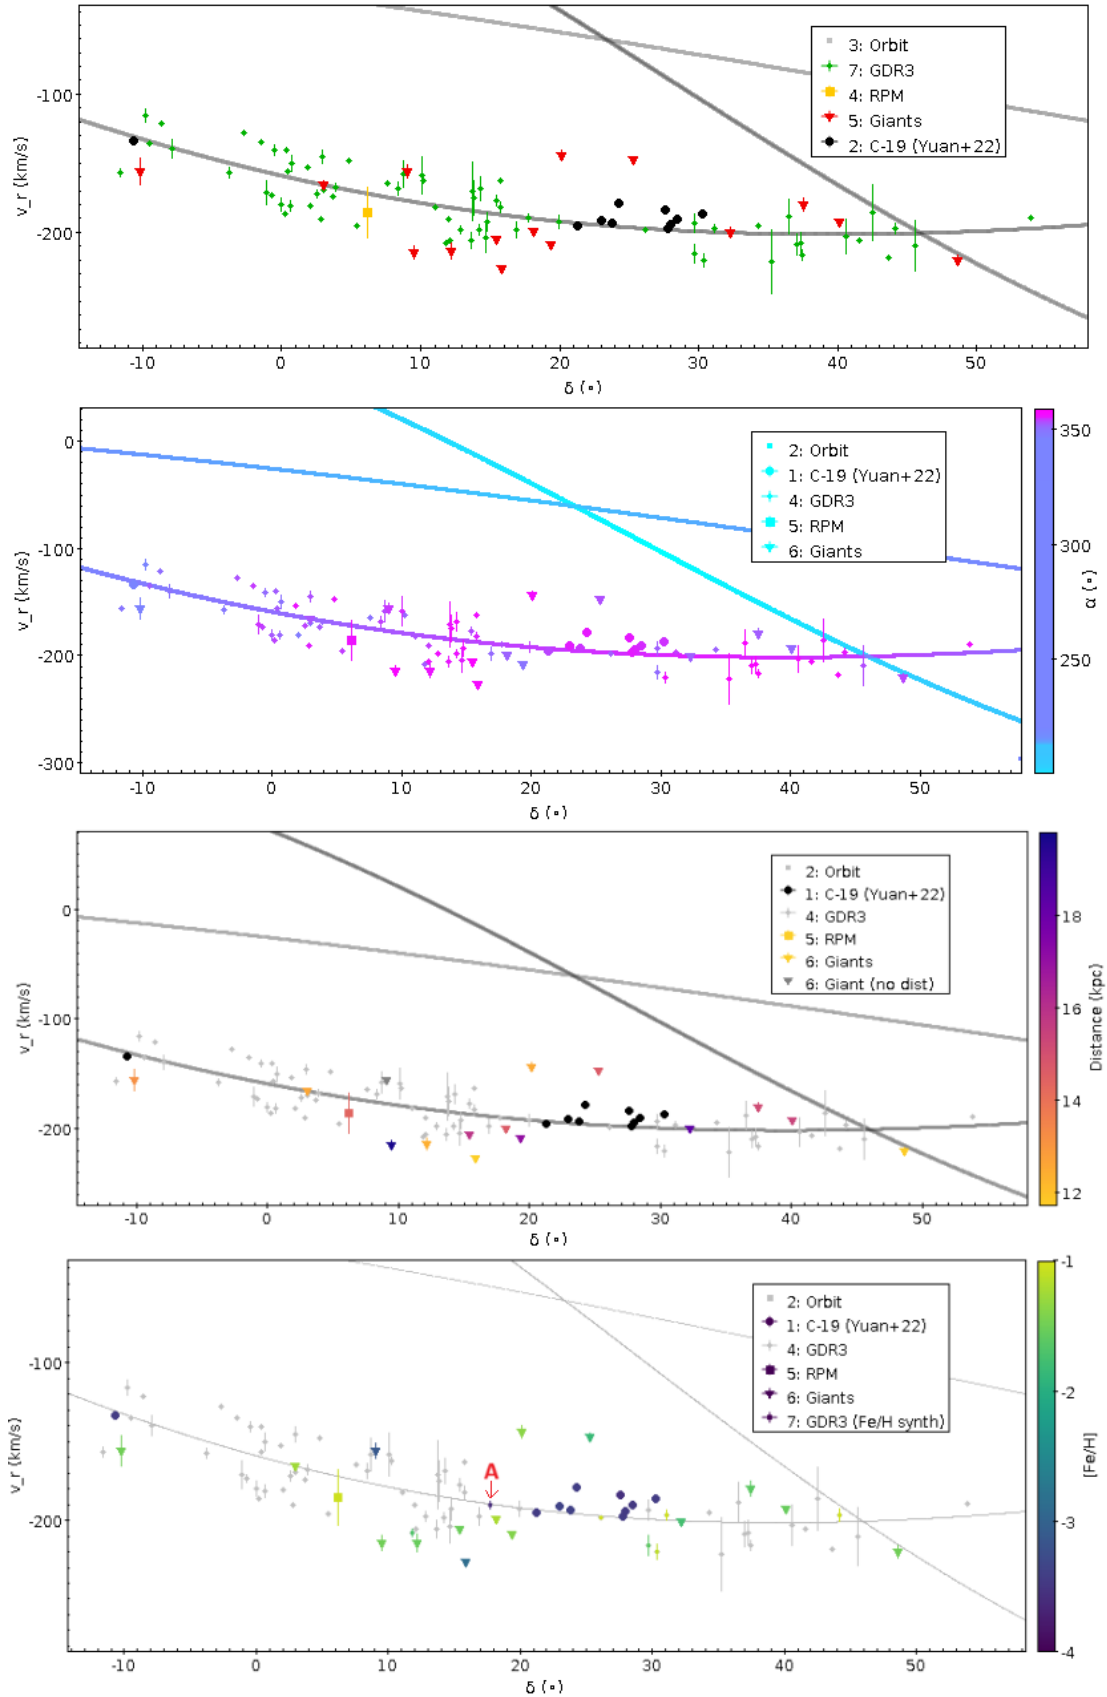 3: Orbit
7: GDR3
4: RPM
5: Giants
2: C-19 (Yuan+22)
-100
-200
v_r (km/s)
-10
0
10
20
30
40
50
δ (°)
2: Orbit
1: C-19 (Yuan+22)
4: GDR3
5: RPM
6: Giants
0
-100
-200
-300
v_r (km/s)
-10
0
10
20
30
40
50
δ (°)
350
300
250
α (°)
2: Orbit
1: C-19 (Yuan+22)
4: GDR3
5: RPM
6: Giants
6: Giant (no dist)
0
-100
-200
v_r (km/s)
-10
0
10
20
30
40
50
δ (°)
18
16
14
12
Distance (kpc)
2: Orbit
1: C-19 (Yuan+22)
4: GDR3
5: RPM
6: Giants
7: GDR3 (Fe/H synth)
A
-100
-200
v_r (km/s)
-10
0
10
20
30
40
50
δ (°)
-1
-2
-3
-4
[Fe/H]